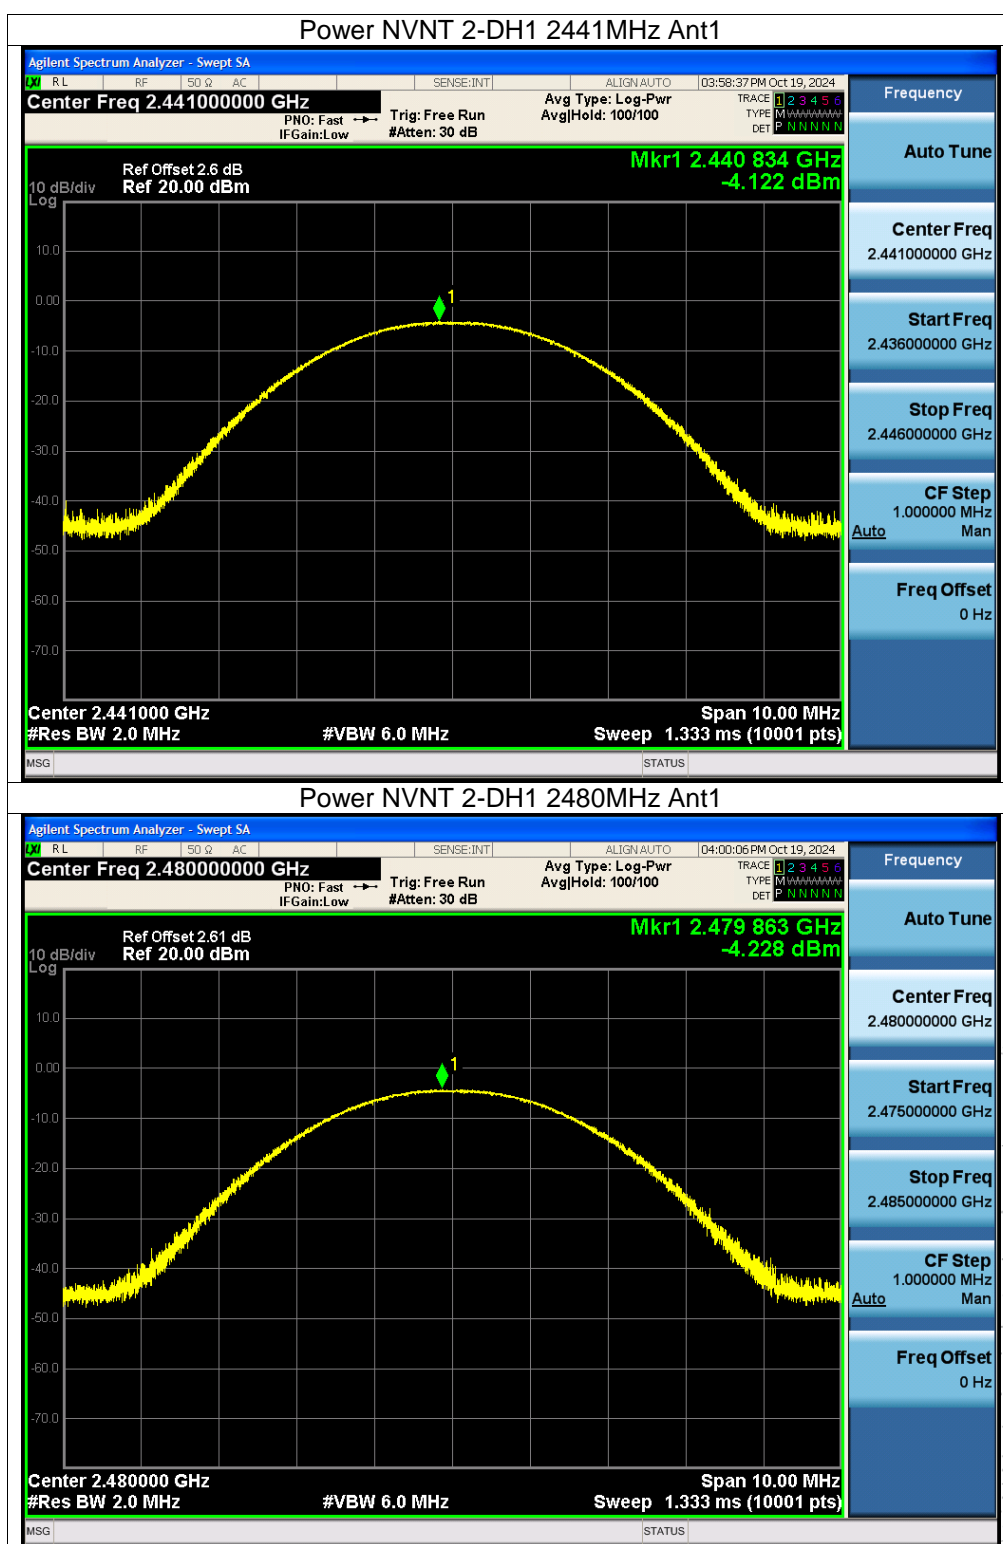 Power NVNT 2-DH1 2441MHz Ant1
Agilent Spectrum Analyzer - Swept SA
LXI RL RF 50 Ω AC SENSE:INT ALIGN AUTO 03:58:37 PM Oct 19, 2024
Center Freq 2.441000000 GHz
Avg Type: Log-Pwr
TRACE 1 2 3 4 5 6
PNO: Fast
Trig: Free Run
Avg|Hold: 100/100
TYPE M WWWWW
IFGain:Low
#Atten: 30 dB
DET P N N N N N
Frequency
Auto Tune
Mkr1 2.440 834 GHz
-4.122 dBm
Ref Offset 2.6 dB
10 dB/div Ref 20.00 dBm
Log
10.0
0.00
-10.0
-20.0
-30.0
-40.0
-50.0
-60.0
-70.0
1
Center Freq
2.441000000 GHz
Start Freq
2.436000000 GHz
Stop Freq
2.446000000 GHz
CF Step
1.000000 MHz
Auto Man
Freq Offset
0 Hz
Center 2.441000 GHz Span 10.00 MHz
#Res BW 2.0 MHz #VBW 6.0 MHz Sweep 1.333 ms (10001 pts)
MSG STATUS
Power NVNT 2-DH1 2480MHz Ant1
Agilent Spectrum Analyzer - Swept SA
LXI RL RF 50 Ω AC SENSE:INT ALIGN AUTO 04:00:06 PM Oct 19, 2024
Center Freq 2.480000000 GHz
Avg Type: Log-Pwr
TRACE 1 2 3 4 5 6
PNO: Fast
Trig: Free Run
Avg|Hold: 100/100
TYPE M WWWWW
IFGain:Low
#Atten: 30 dB
DET P N N N N N
Frequency
Auto Tune
Mkr1 2.479 863 GHz
-4.228 dBm
Ref Offset 2.61 dB
10 dB/div Ref 20.00 dBm
Log
10.0
0.00
-10.0
-20.0
-30.0
-40.0
-50.0
-60.0
-70.0
1
Center Freq
2.480000000 GHz
Start Freq
2.475000000 GHz
Stop Freq
2.485000000 GHz
CF Step
1.000000 MHz
Auto Man
Freq Offset
0 Hz
Center 2.480000 GHz Span 10.00 MHz
#Res BW 2.0 MHz #VBW 6.0 MHz Sweep 1.333 ms (10001 pts)
MSG STATUS